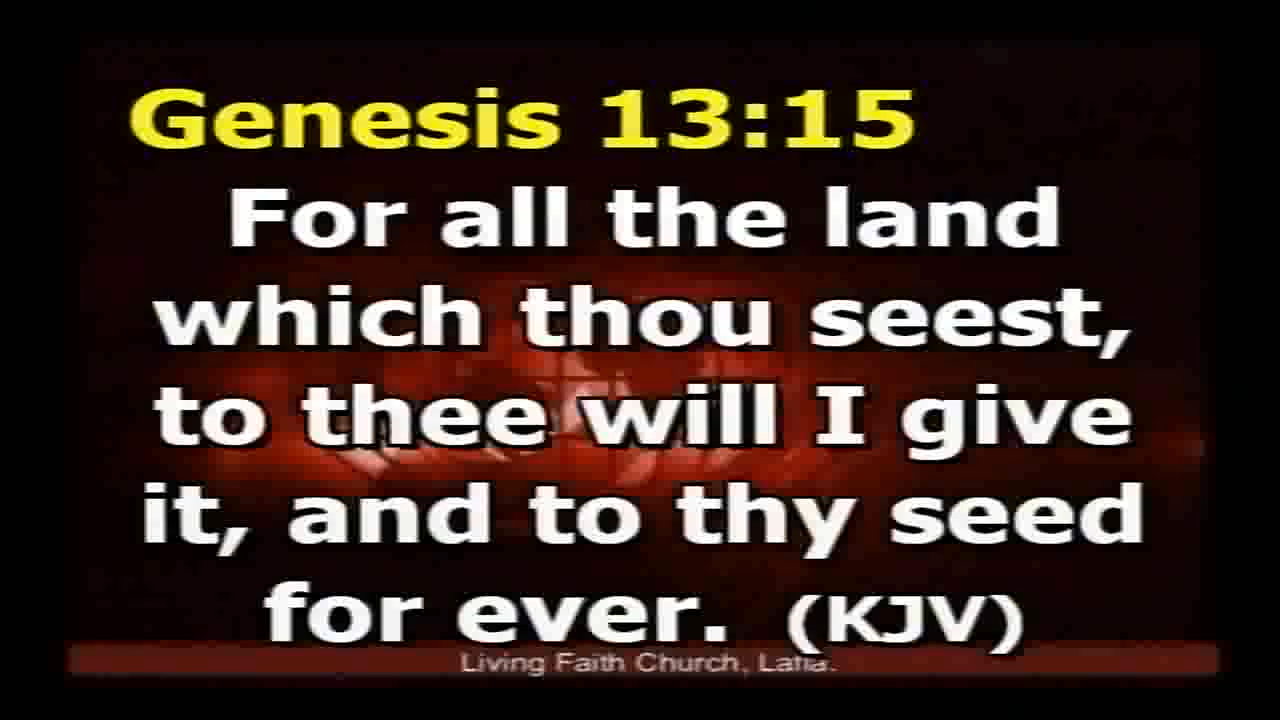 Genesis 13:15
For all the land
which thou seest,
to thee will I give
it, and to thy seed
for ever. (KJV)
Living Faith Church, Lafia.